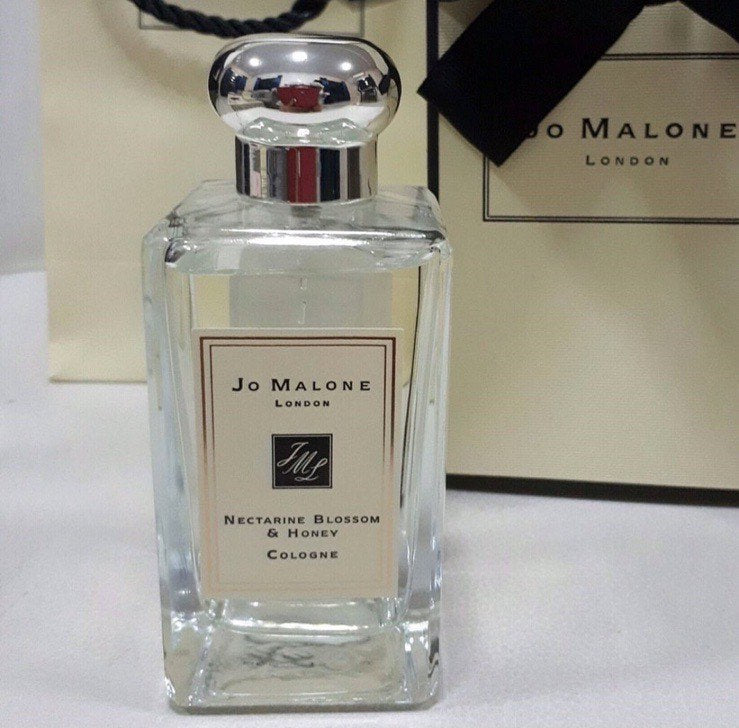 Jo Malone
London
JML
Nectarine Blossom
& Honey
Cologne
Jo Malone
London